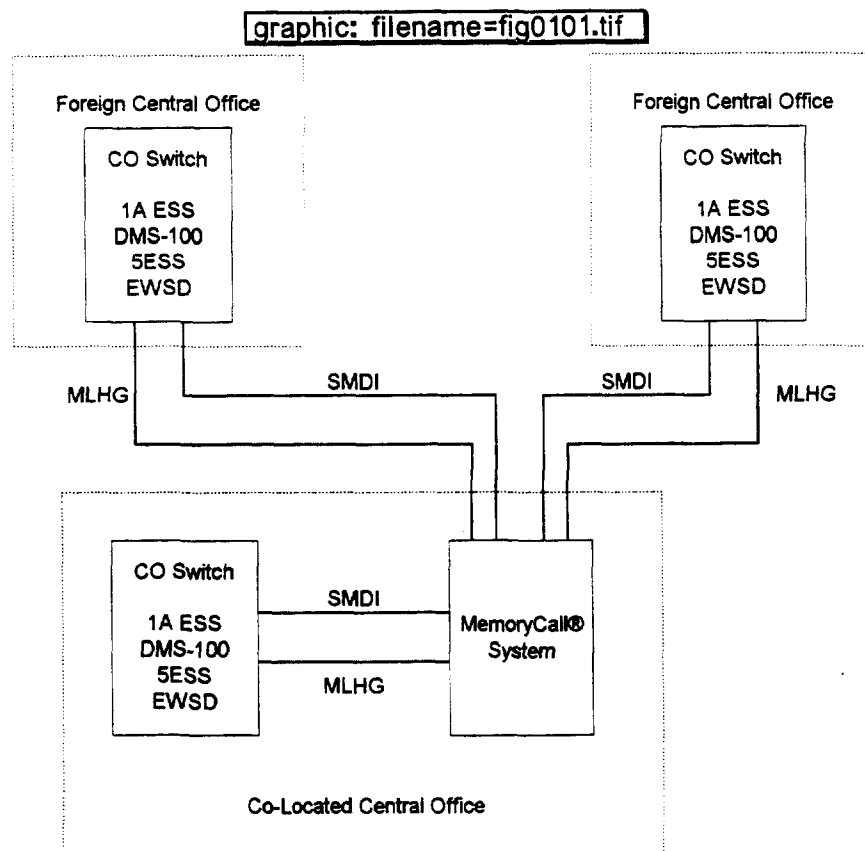 graphic: filename=fig0101.tif
Foreign Central Office
CO Switch
1A ESS
DMS-100
5ESS
EWSD
Foreign Central Office
CO Switch
1A ESS
DMS-100
5ESS
EWSD
MLHG
SMDI
SMDI
MLHG
CO Switch
1A ESS
DMS-100
5ESS
EWSD
SMDI
MLHG
MemoryCall®
System
Co-Located Central Office